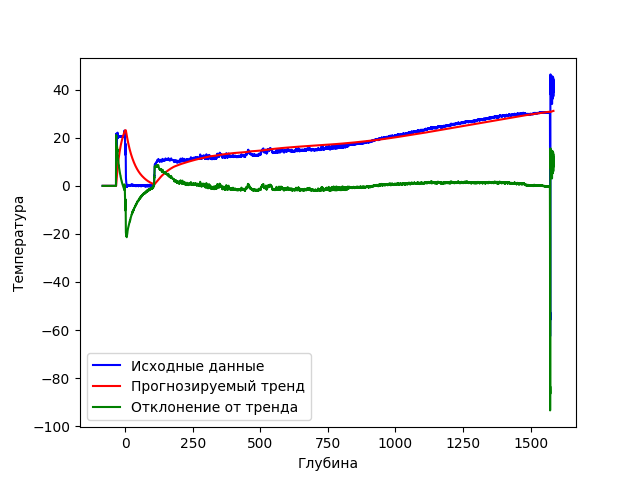 40
20
0
−20
−40
−60
−80
−100
Температура
Исходные данные
Прогнозируемый тренд
Отклонение от тренда
0 250 500 750 1000 1250 1500
Глубина